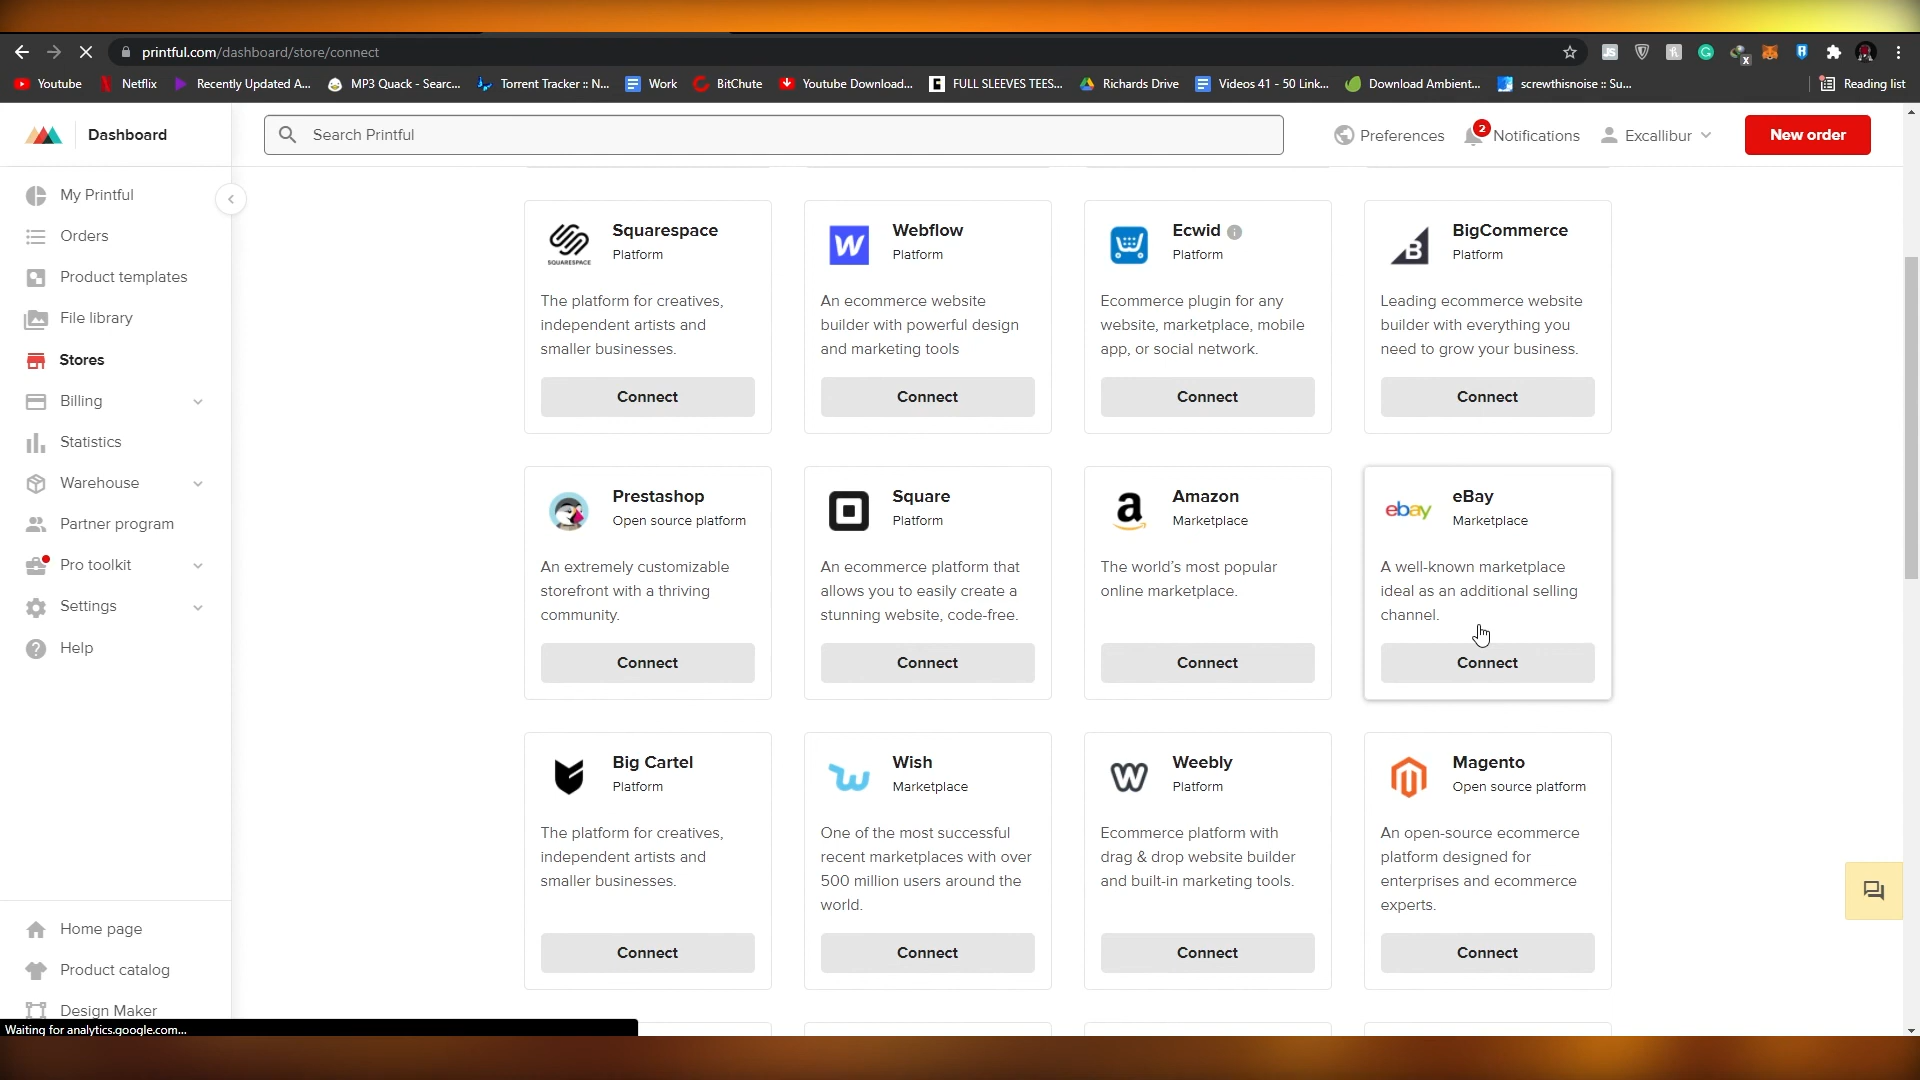 printful.com/dashboard/store/connect
Youtube
Netflix
Recently Updated A...
MP3 Quack - Searc...
Torrent Tracker :: N...
Work
BitChute
Youtube Download...
FULL SLEEVES TEES...
Richards Drive
Videos 41 - 50 Link...
Download Ambient...
screwthisnoise :: Su...
Reading list
Dashboard
Search Printful
Preferences
2
Notifications
Excallibur
New order
My Printful
Orders
Product templates
File library
Stores
Billing
Statistics
Warehouse
Partner program
Pro toolkit
Settings
Help
Home page
Product catalog
Design Maker
Squarespace
Platform
SQUARESPACE
The platform for creatives,
independent artists and
smaller businesses.
Connect
Webflow
Platform
An ecommerce website
builder with powerful design
and marketing tools
Connect
Ecwid
Platform
Ecommerce plugin for any
website, marketplace, mobile
app, or social network.
Connect
BigCommerce
Platform
Leading ecommerce website
builder with everything you
need to grow your business.
Connect
Prestashop
Open source platform
An extremely customizable
storefront with a thriving
community.
Connect
Square
Platform
An ecommerce platform that
allows you to easily create a
stunning website, code-free.
Connect
Amazon
Marketplace
The world's most popular
online marketplace.
Connect
ebay
eBay
Marketplace
A well-known marketplace
ideal as an additional selling
channel.
Connect
Big Cartel
Platform
The platform for creatives,
independent artists and
smaller businesses.
Connect
Wish
Marketplace
One of the most successful
recent marketplaces with over
500 million users around the
world.
Connect
Weebly
Platform
Ecommerce platform with
drag & drop website builder
and built-in marketing tools.
Connect
Magento
Open source platform
An open-source ecommerce
platform designed for
enterprises and ecommerce
experts.
Connect
Waiting for analytics.google.com...